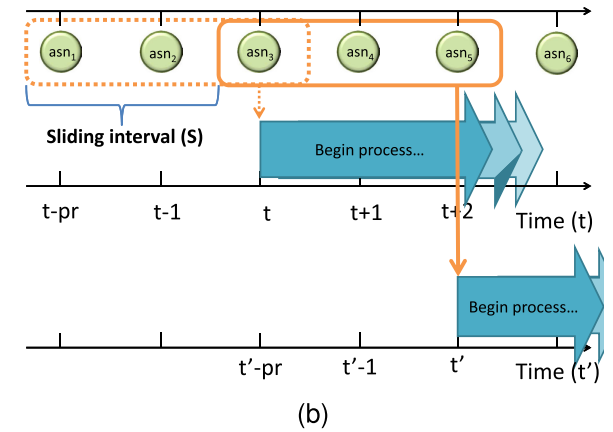 asn1 asn2 asn3 asn4 asn5 asn6
Sliding interval (S)
Begin process...
t-pr t-1 t t+1 t+2 Time (t)
Begin process...
t'-pr t'-1 t' Time (t')
(b)